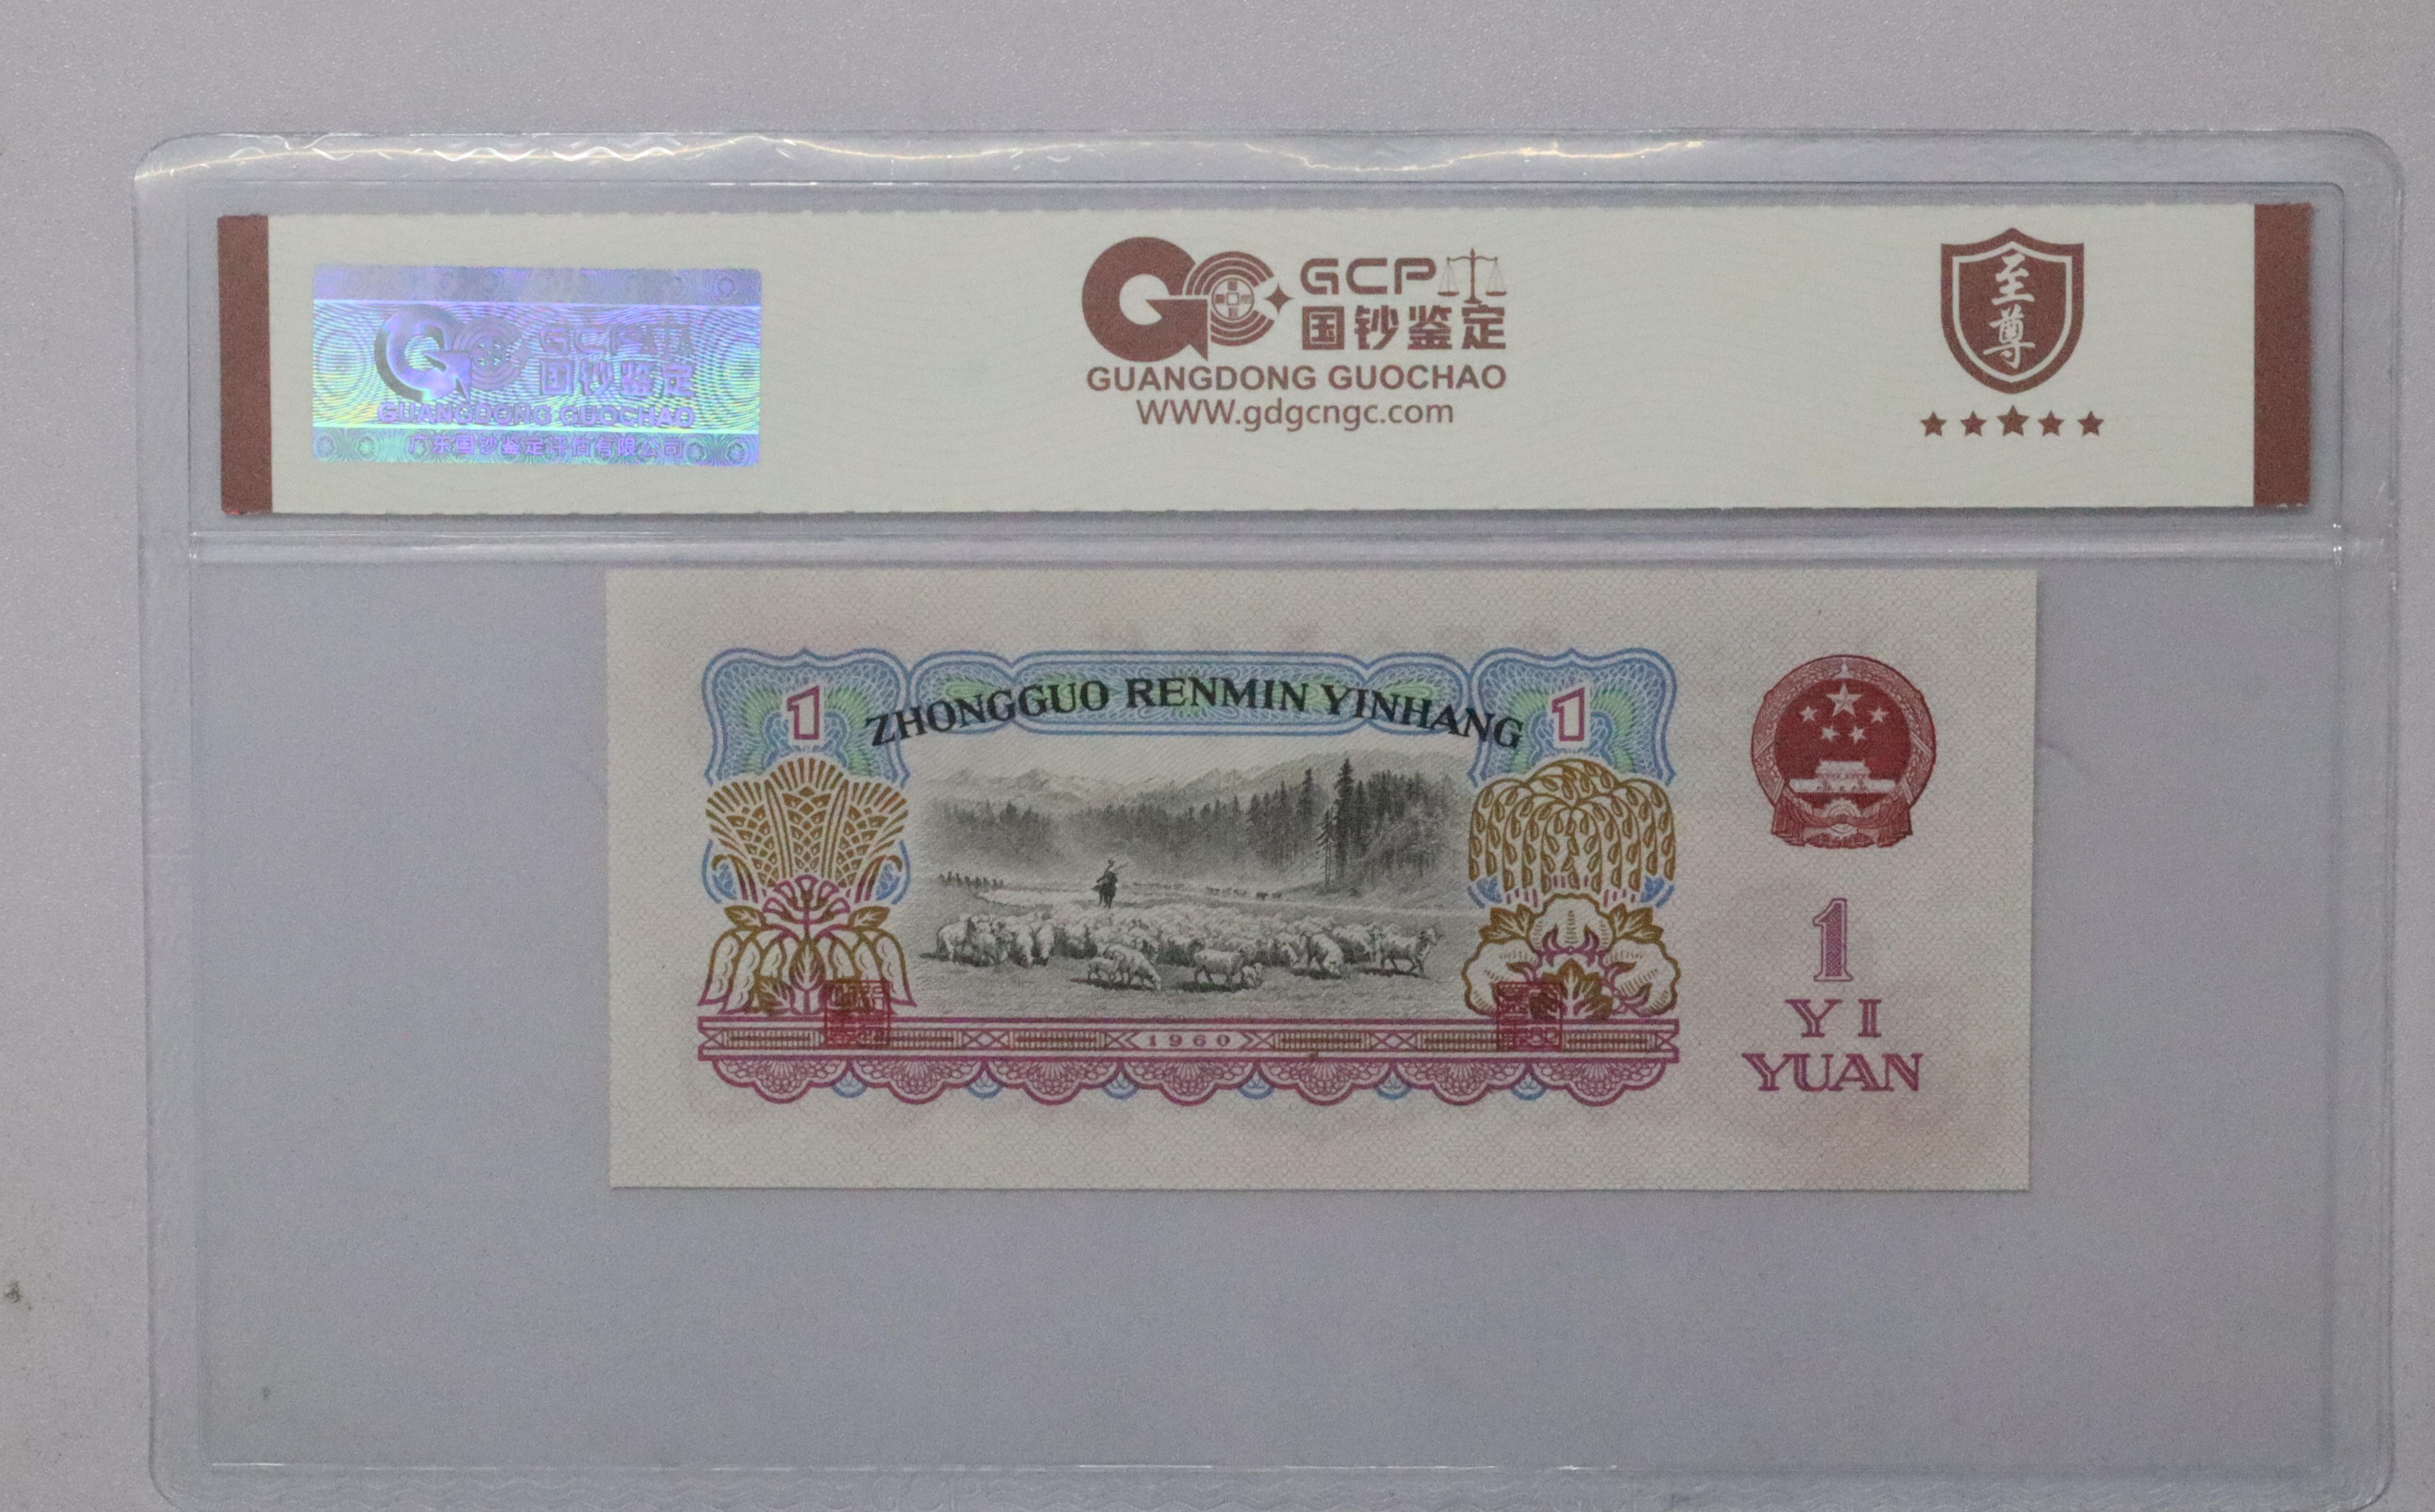 GCP
国钞鉴定
GUANGDONG GUOCHAO
广东国钞鉴定评估有限公司
GCP
国钞鉴定
GUANGDONG GUOCHAO
WWW.gdgcngc.com
至尊
ZHONGGUO RENMIN YINHANG
1
1
1960
1
YI
YUAN